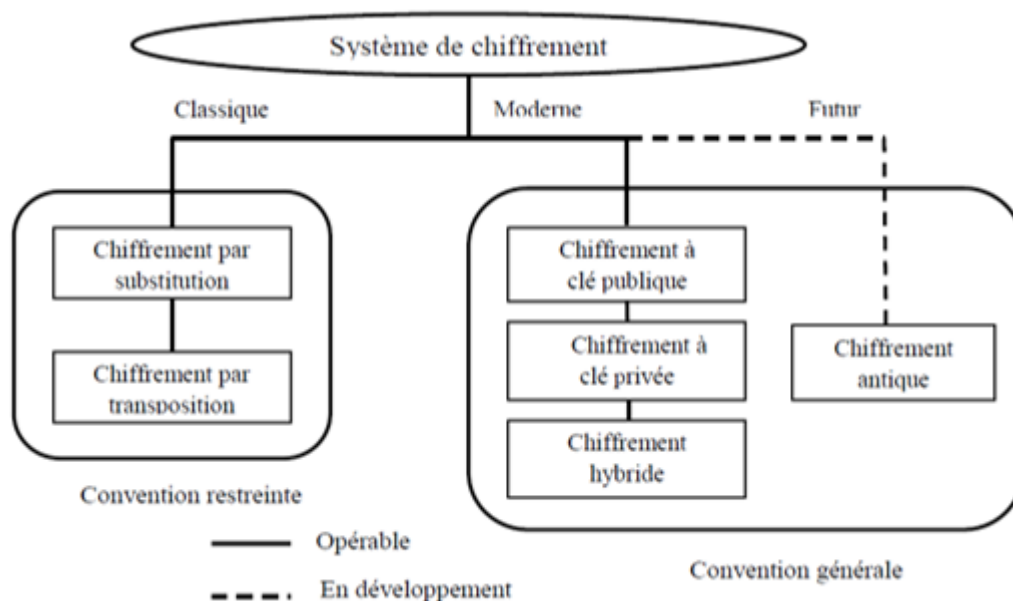 Système de chiffrement
Classique
Moderne
Futur
Chiffrement par
substitution
Chiffrement par
transposition
Convention restreinte
Chiffrement à
clé publique
Chiffrement à
clé privée
Chiffrement
hybride
Chiffrement
antique
Convention générale
Opérable
En développement